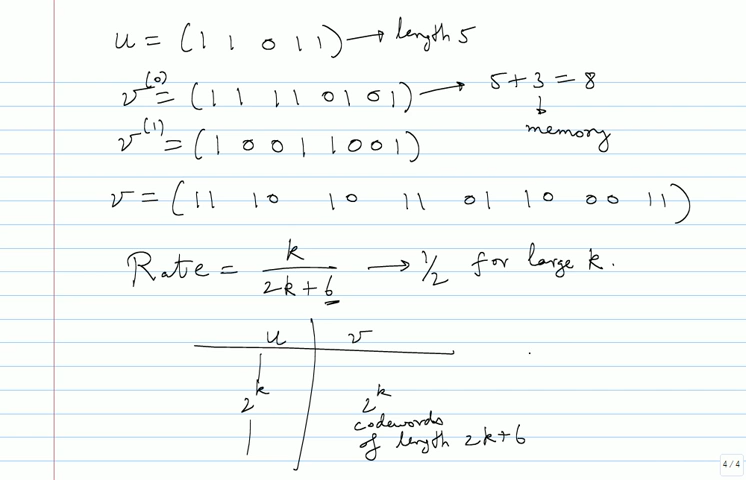 u = (1 1 0 1 1) → length 5
v^(0) = (1 1 1 1 0 1 0 1) → 5 + 3 = 8
↓
memory
v^(1) = (1 0 0 1 1 0 0 1)
v = (11 10 10 11 01 10 00 11)
Rate = k / (2k + 6) → 1/2 for large k.
u | v
2^k 2^k
codewords
of length 2k+6
4 / 4